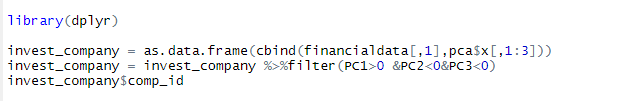 library(dplyr)
invest_company = as.data.frame(cbind(financialdata[,1],pca$x[,1:3]))
invest_company = invest_company %>%filter(PC1>0 &PC2<0&PC3<0)
invest_company$comp_id